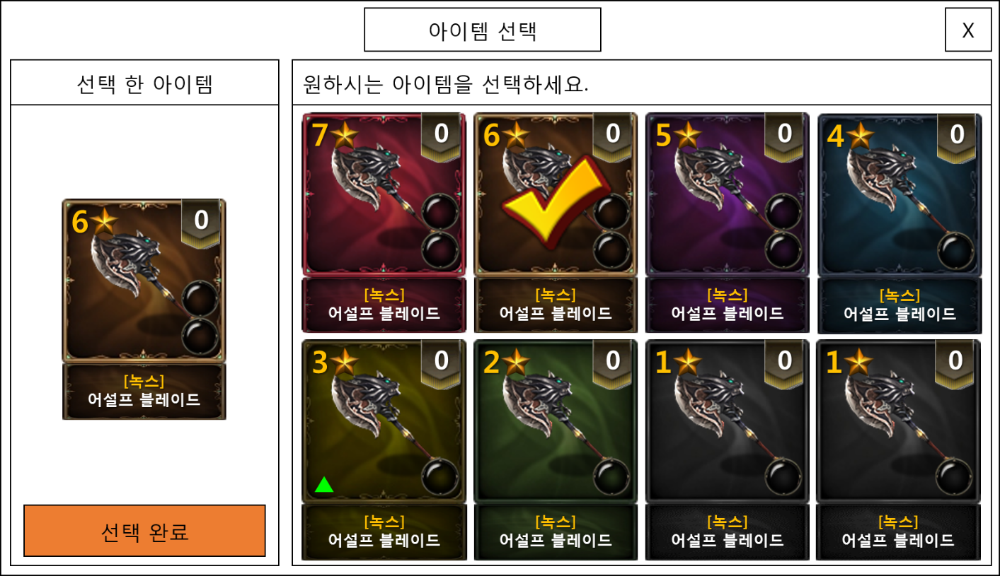 아이템 선택
X
선택 한 아이템
6 0
[녹스]
어설프 블레이드
선택 완료
원하시는 아이템을 선택하세요.
7 0
[녹스]
어설프 블레이드
6 0
[녹스]
어설프 블레이드
5 0
[녹스]
어설프 블레이드
4 0
[녹스]
어설프 블레이드
3 0
[녹스]
어설프 블레이드
2 0
[녹스]
어설프 블레이드
1 0
[녹스]
어설프 블레이드
1 0
[녹스]
어설프 블레이드